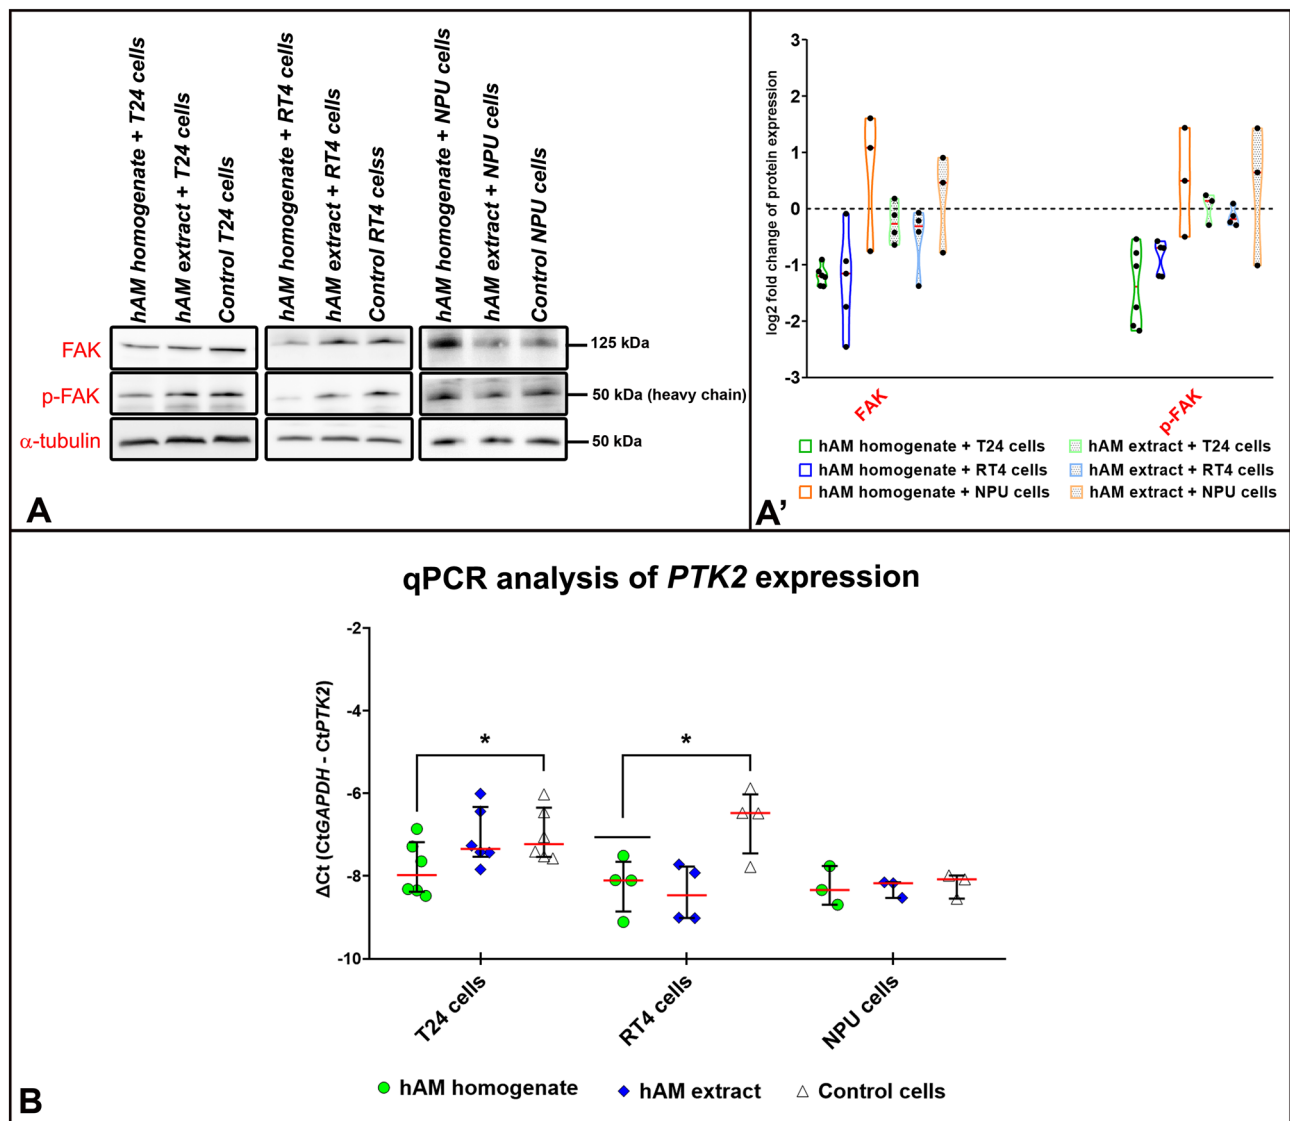 hAM homogenate + T24 cells
hAM extract + T24 cells
Control T24 cells
hAM homogenate + RT4 cells
hAM extract + RT4 cells
Control RT4 celss
hAM homogenate + NPU cells
hAM extract + NPU cells
Control NPU cells
FAK
125 kDa
p-FAK
50 kDa (heavy chain)
α-tubulin
50 kDa
A
log2 fold change of protein expression
3
2
1
0
-1
-2
-3
FAK
p-FAK
hAM homogenate + T24 cells
hAM extract + T24 cells
hAM homogenate + RT4 cells
hAM extract + RT4 cells
hAM homogenate + NPU cells
hAM extract + NPU cells
A'
qPCR analysis of PTK2 expression
ΔCt (CtGAPDH - CtPTK2)
-2
-4
-6
-8
-10
*
*
T24 cells
RT4 cells
NPU cells
hAM homogenate
hAM extract
Control cells
B